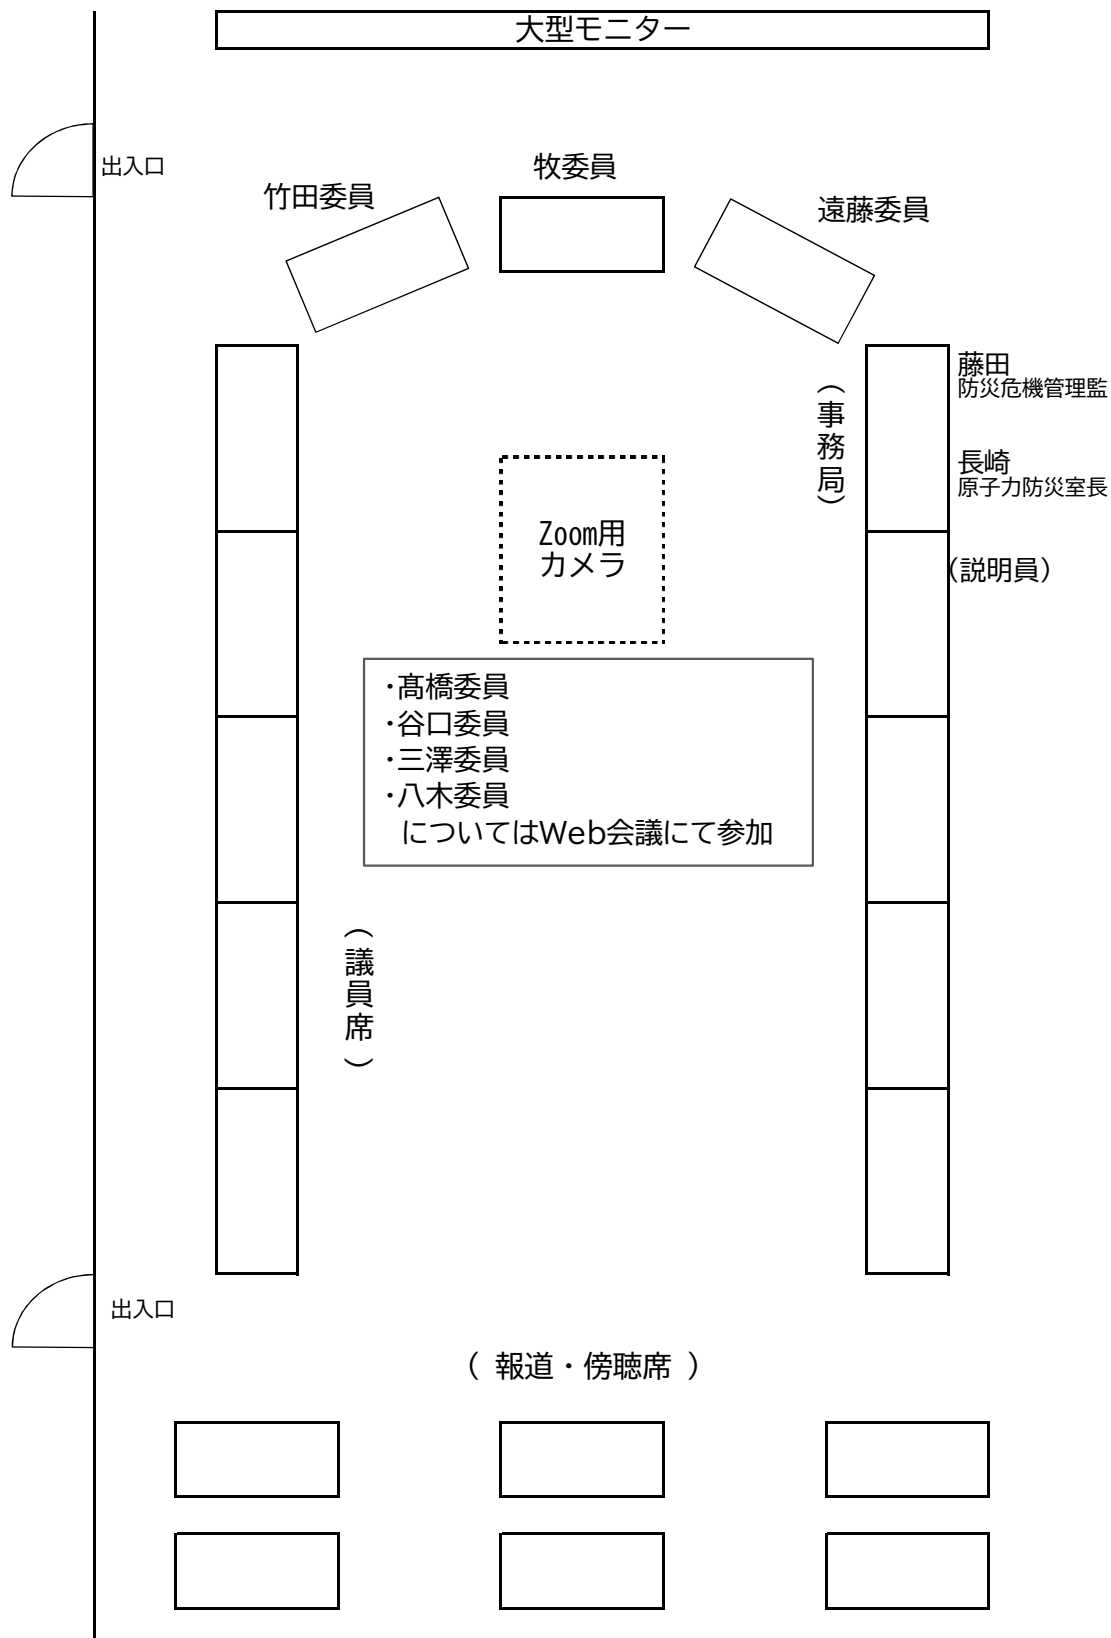 大型モニター
出入口
牧委員
竹田委員
遠藤委員
藤田
防災危機管理監
（事務局）
長崎
原子力防災室長
Zoom用
カメラ
（説明員）
・髙橋委員
・谷口委員
・三澤委員
・八木委員
についてはWeb会議にて参加
（議員席）
出入口
（ 報道・傍聴席 ）